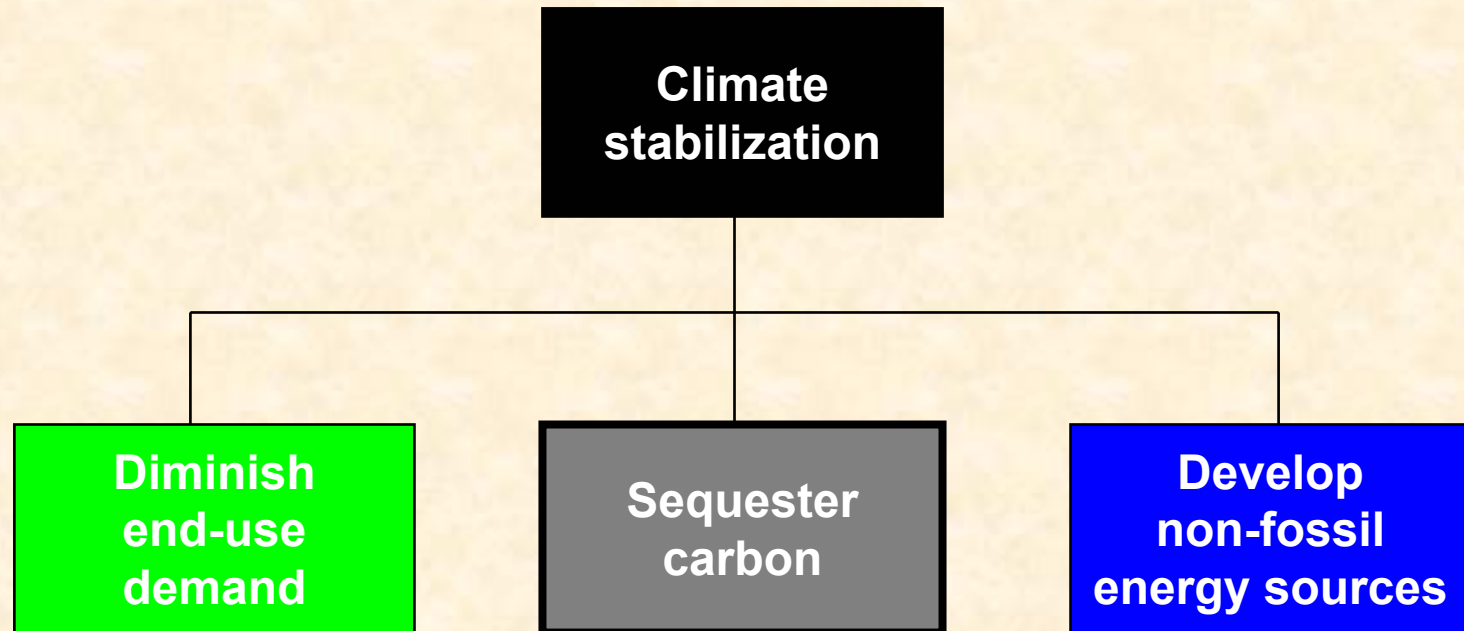 Climate
stabilization
Diminish
end-use
demand
Sequester
carbon
Develop
non-fossil
energy sources